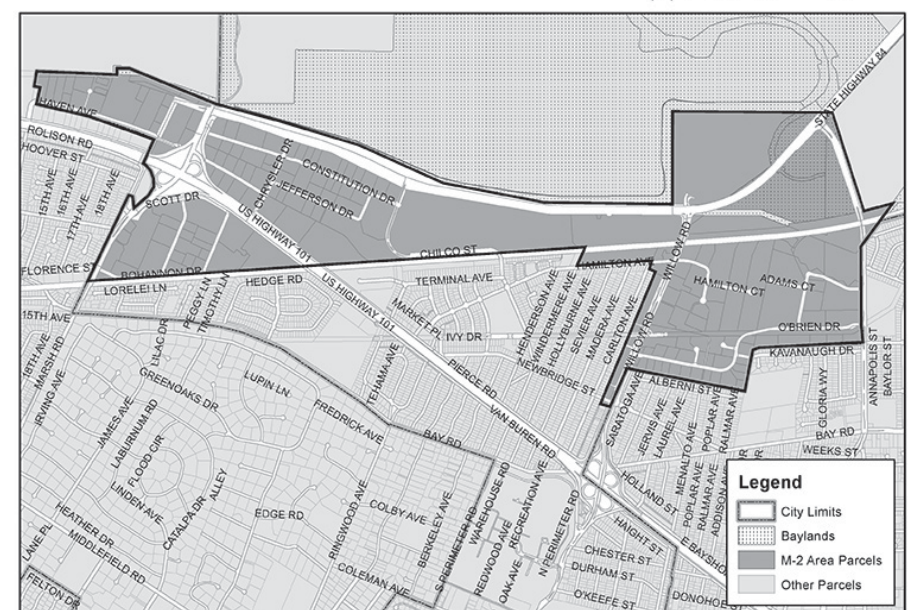 STATE HIGHWAY 84
HAVEN AVE
ROLISON RD
HOOVER ST
15TH AVE
16TH AVE
17TH AVE
18TH AVE
SCOTT DR
CHRYSLER DR
CONSTITUTION DR
JEFFERSON DR
US HIGHWAY 101
CHILCO ST
WILLOW RD
FLORENCE ST
BOHANNON DR
LORELEI LN
PEGGY LN
TIMOTHY LN
HEDGE RD
US HIGHWAY 101
TERMINAL AVE
HAMILTON AVE
HAMILTON CT
ADAMS CT
O'BRIEN DR
KAVANAUGH DR
15TH AVE
18TH AVE
MARSH RD
IRVING AVE
LILAC DR
MARKET PL
IVY DR
HENDERSON AVE
WINDERMERE AVE
HOLLYBURNE AVE
SEVIER AVE
MADERA AVE
CARLTON AVE
WILLOW RD
NEWBRIDGE ST
PIERCE RD
TEHAMA AVE
GREENOAKS DR
LUPIN LN
FREDRICK AVE
BAY RD
VAN BUREN RD
SARATOGA AVE
ALBERNI ST
JERVIS AVE
LAUREL AVE
MENALTO AVE
POPLAR AVE
RALMAR AVE
GLORIA WY
ANNAPOLIS ST
BAYLOR ST
BAY RD
WEEKS ST
JAMES AVE
LABURNUM RD
FLOOD CIR
LINDEN AVE
CATALPA DR
ALLEY
EDGE RD
RINGWOOD AVE
COLBY AVE
BERKELEY AVE
S PERIMETER RD
WAREHOUSE RD
REDWOOD AVE
OAK AVE
RECREATION AVE
N PERIMETER RD
HOLLAND ST
POPLAR AVE
RALMAR AVE
ADDISON AVE
HAIGHT ST
E BAYSHO
CHESTER ST
DURHAM ST
O'KEEFE ST
DONOHOE ST
HEATHER DR
MIDDLEFIELD RD
LANE PL
FELTON DR
COLEMAN AVE
Legend
City Limits
Baylands
M-2 Area Parcels
Other Parcels